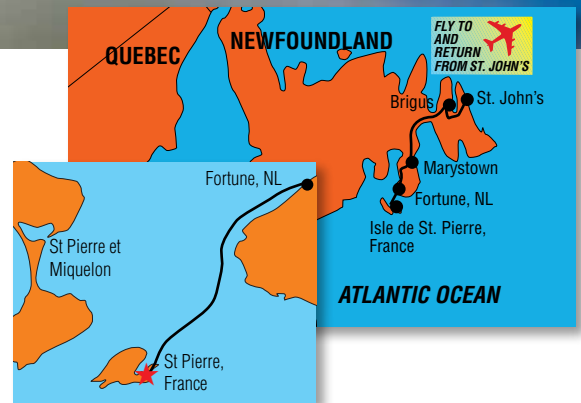 QUEBEC
NEWFOUNDLAND
FLY TO
AND
RETURN
FROM ST. JOHN'S
Brigus
St. John's
Marystown
Fortune, NL
Isle de St. Pierre,
France
ATLANTIC OCEAN
Fortune, NL
St Pierre et
Miquelon
St Pierre,
France